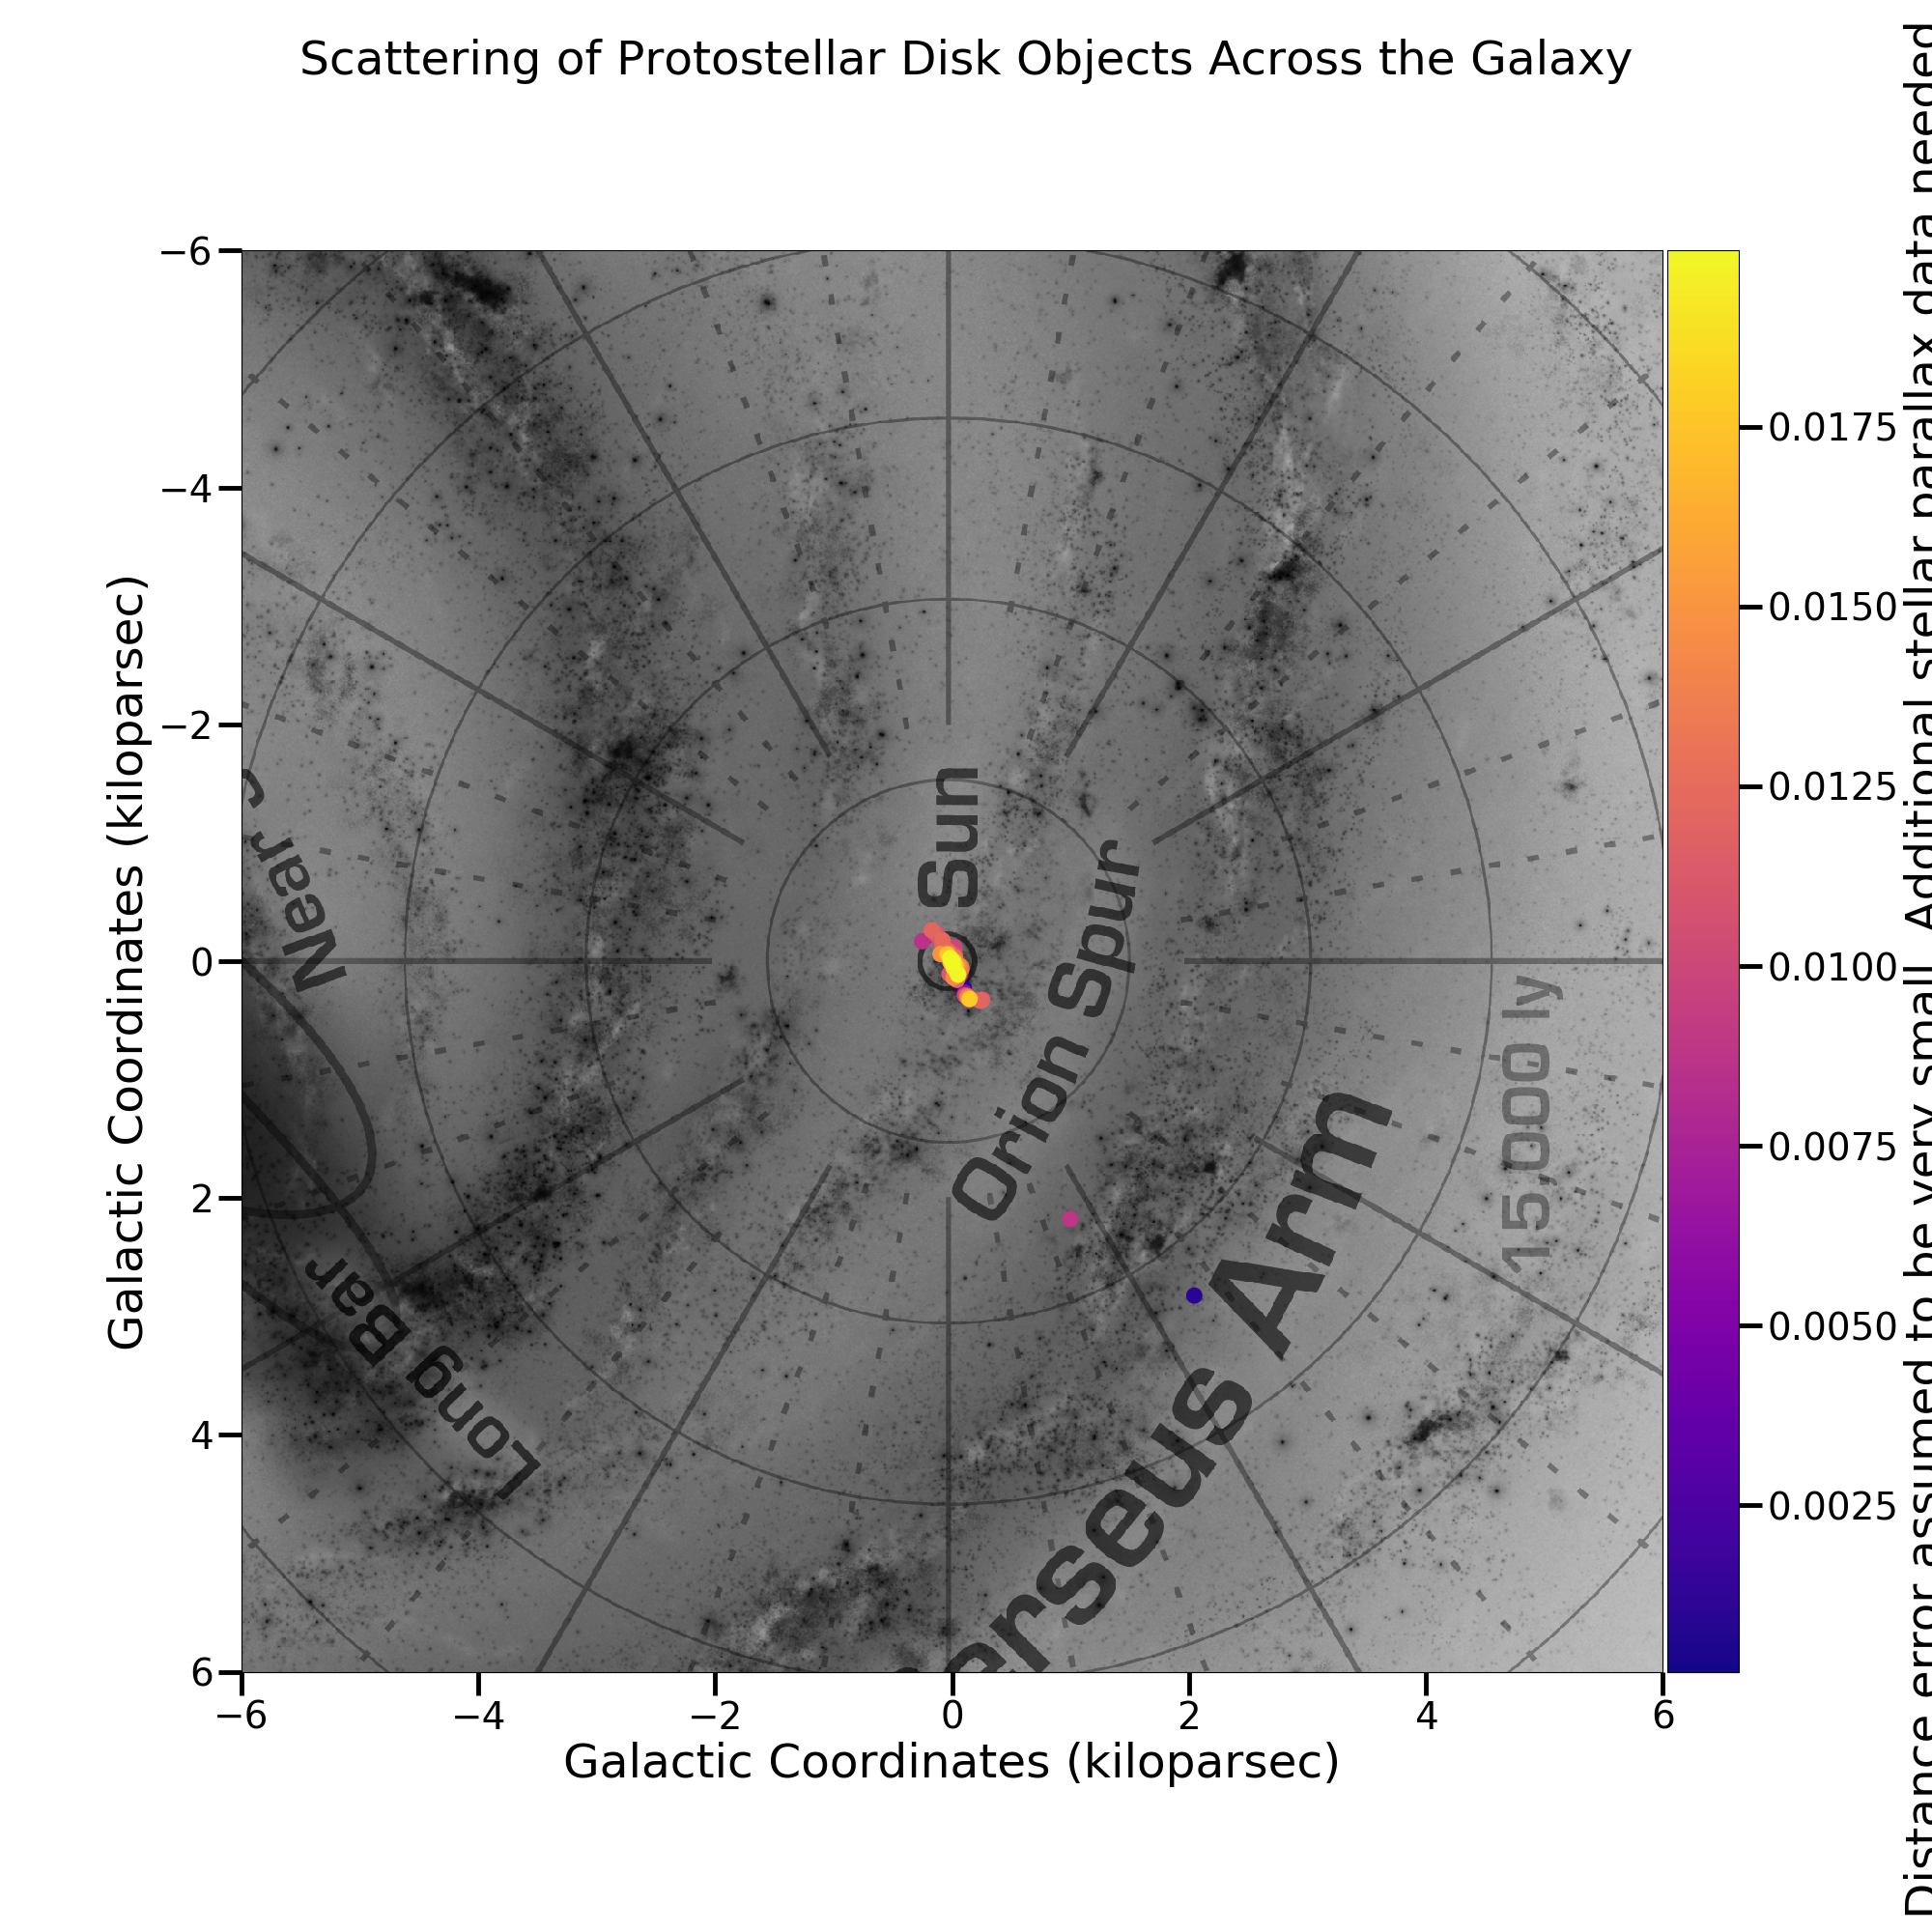 Scattering of Protostellar Disk Objects Across the Galaxy
−6
−4
−2
0
2
4
6
Galactic Coordinates (kiloparsec)
Near
Sun
Orion Spur
15,000 ly
Arm
Long Bar
−6
−4
−2
0
2
4
6
Galactic Coordinates (kiloparsec)
0.0175
0.0150
0.0125
0.0100
0.0075
0.0050
0.0025
Distance error assumed to be very small. Additional stellar parallax data needed